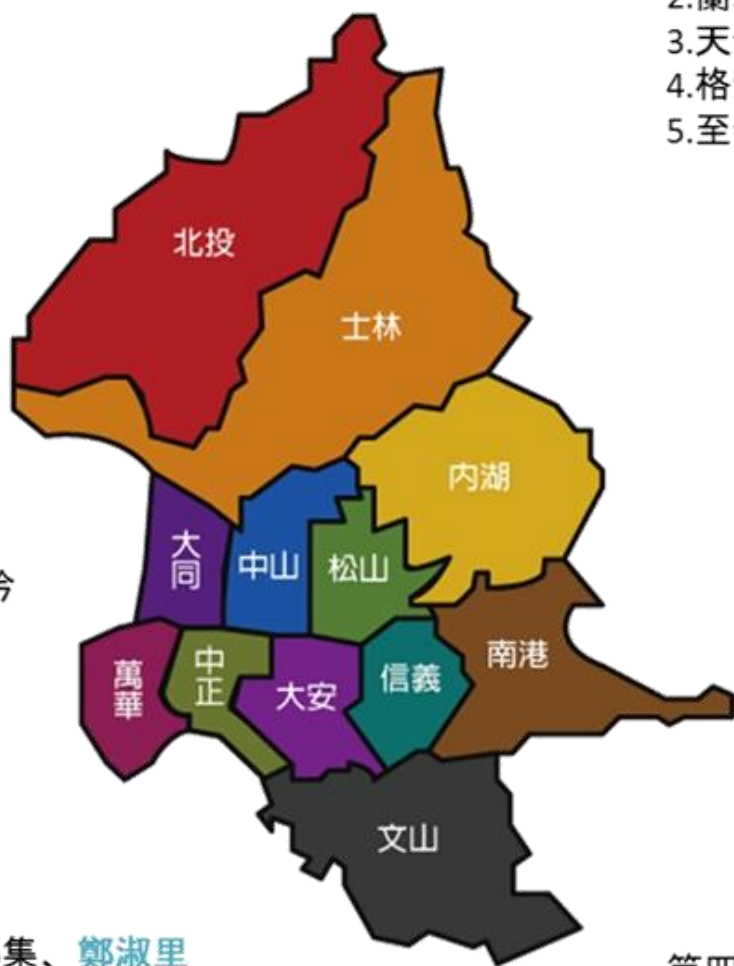 3.天
4.格
5.至
北投
士林
内湖
大同
中山
松山
南港
萬華
中正
大安
信義
文山
集、鄭淑里